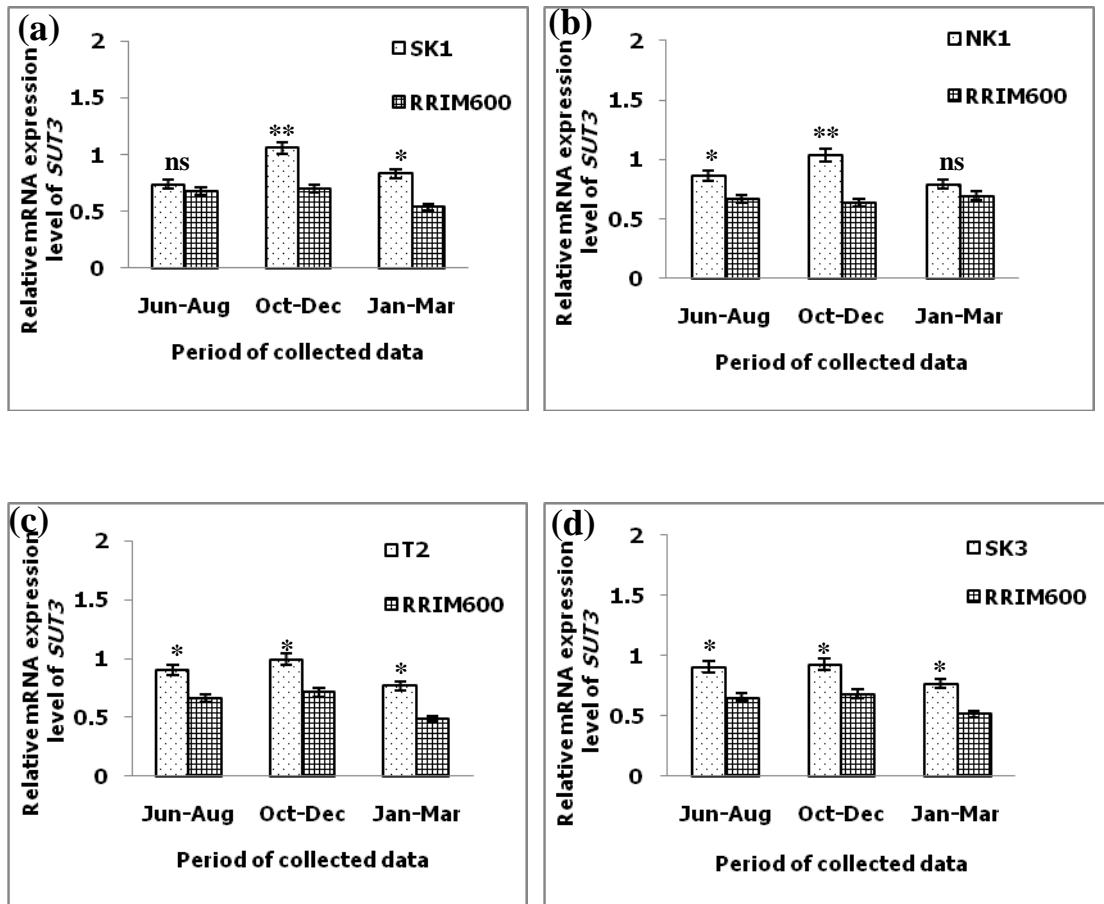 (a)
Relative mRNA expression
level of SUT3
2
1.5
1
0.5
0
SK1
RRIM600
ns
**
*
Jun-Aug Oct-Dec Jan-Mar
Period of collected data
(b)
Relative mRNA expression
level of SUT3
2
1.5
1
0.5
0
NK1
RRIM600
*
**
ns
Jun-Aug Oct-Dec Jan-Mar
Period of collected data
(c)
Relative mRNA expression
level of SUT3
2
1.5
1
0.5
0
T2
RRIM600
*
*
*
Jun-Aug Oct-Dec Jan-Mar
Period of collected data
(d)
Relative mRNA expression
level of SUT3
2
1.5
1
0.5
0
SK3
RRIM600
*
*
*
Jun-Aug Oct-Dec Jan-Mar
Period of collected data